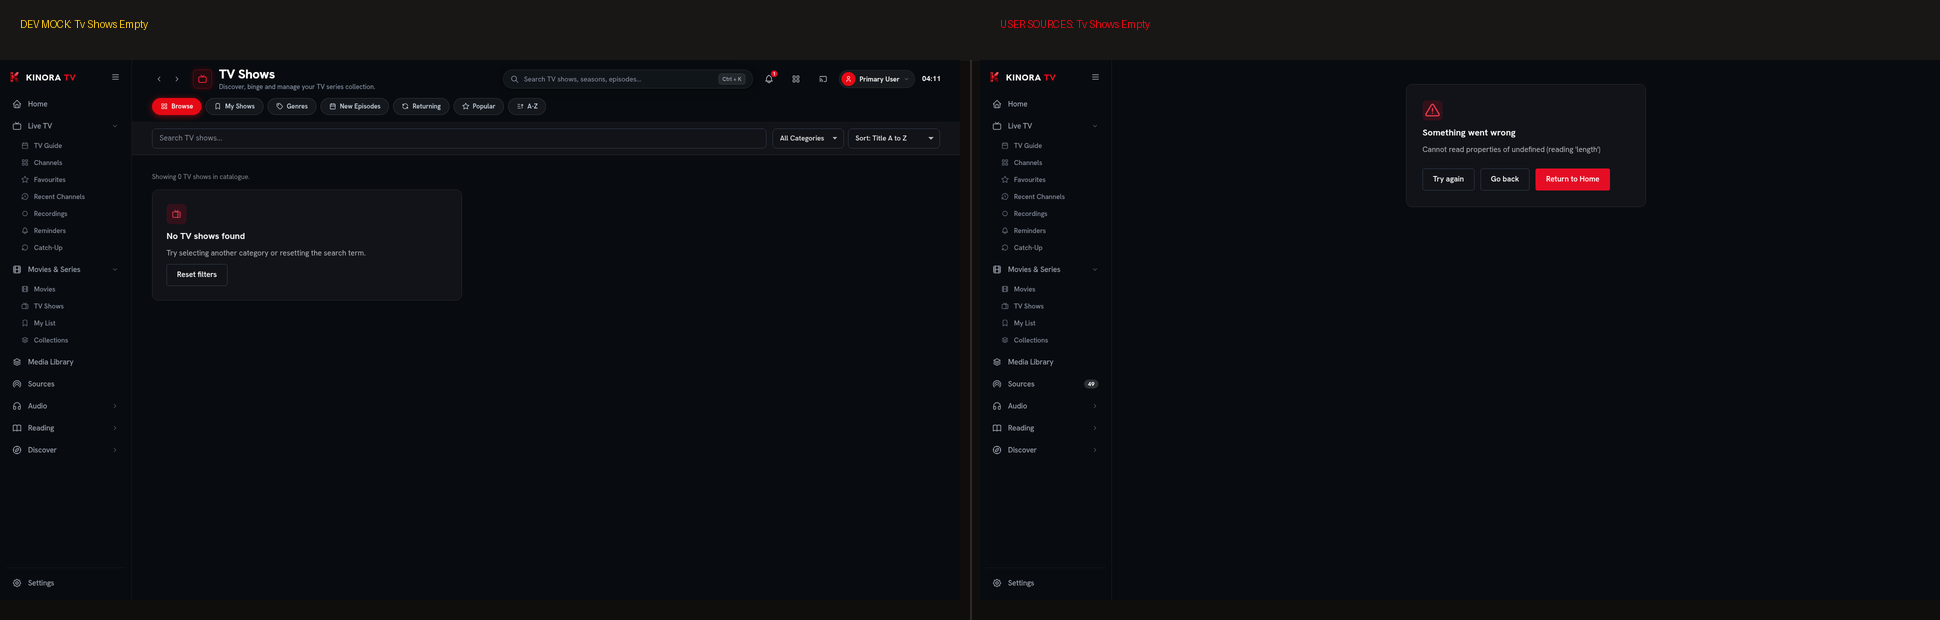 DEV MOCK: Tv Shows Empty
KINORA TV
Home
Live TV
TV Guide
Channels
Favourites
Recent Channels
Recordings
Reminders
Catch-Up
Movies & Series
Movies
TV Shows
My List
Collections
Media Library
Sources
Audio
Reading
Discover
Settings
TV Shows
Discover, binge and manage your TV series collection.
Search TV shows, seasons, episodes...
Ctrl + K
1
Primary User
04:11
Browse
My Shows
Genres
New Episodes
Returning
Popular
A-Z
Search TV shows...
All Categories
Sort: Title A to Z
Showing 0 TV shows in catalogue.
No TV shows found
Try selecting another category or resetting the search term.
Reset filters
USER SOURCES: Tv Shows Empty
KINORA TV
Home
Live TV
TV Guide
Channels
Favourites
Recent Channels
Recordings
Reminders
Catch-Up
Movies & Series
Movies
TV Shows
My List
Collections
Media Library
Sources
49
Audio
Reading
Discover
Settings
Something went wrong
Cannot read properties of undefined (reading 'length')
Try again
Go back
Return to Home